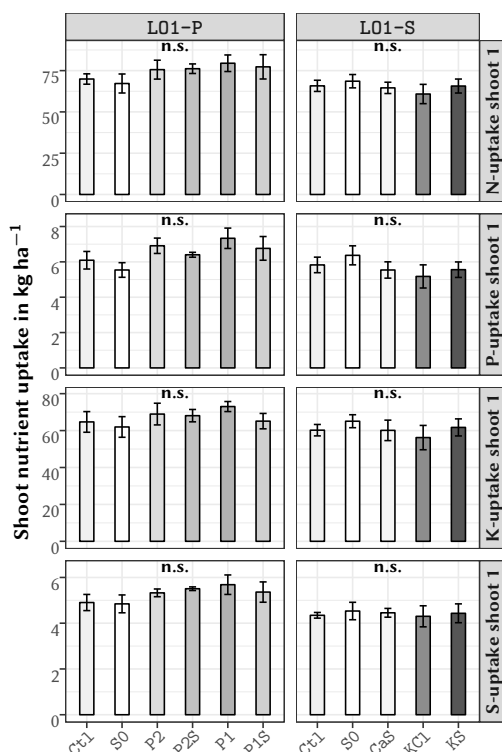 L01-P L01-S
Shoot nutrient uptake in kg ha−1
n.s. n.s.
75
50
25
0
N-uptake shoot 1
n.s. n.s.
8
6
4
2
0
P-uptake shoot 1
n.s. n.s.
80
60
40
20
0
K-uptake shoot 1
n.s. n.s.
6
4
2
0
S-uptake shoot 1
Ct1 S0 P2 P2S P1 P1S Ct1 S0 CaS KCl KS